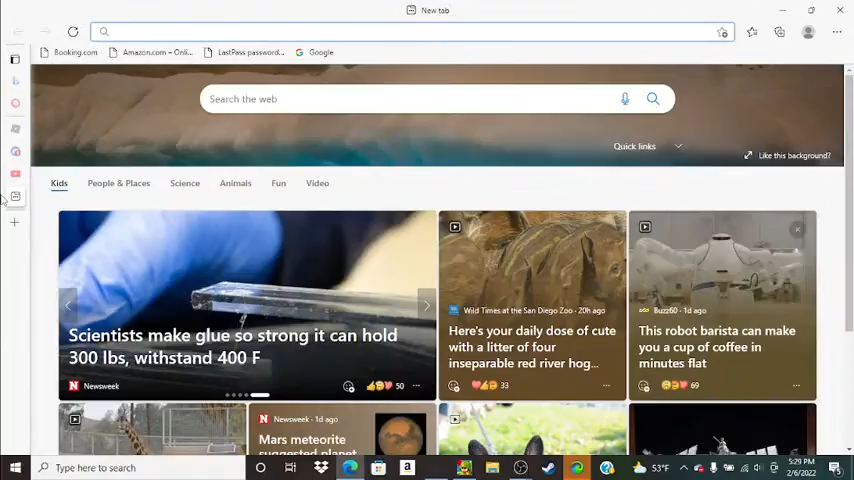 New tab
Booking.com
Amazon.com – Onli...
LastPass password...
Google
Search the web
Quick links
Like this background?
Kids
People & Places
Science
Animals
Fun
Video
Scientists make glue so strong it can hold
300 lbs, withstand 400 F
Newsweek
50
Wild Times at the San Diego Zoo · 20h ago
Here's your daily dose of cute
with a litter of four
inseparable red river hog...
33
Buzz60 · 1d ago
This robot barista can make
you a cup of coffee in
minutes flat
69
Newsweek · 1d ago
Mars meteorite
suggested planet
Type here to search
53°F
5:29 PM
2/6/2022